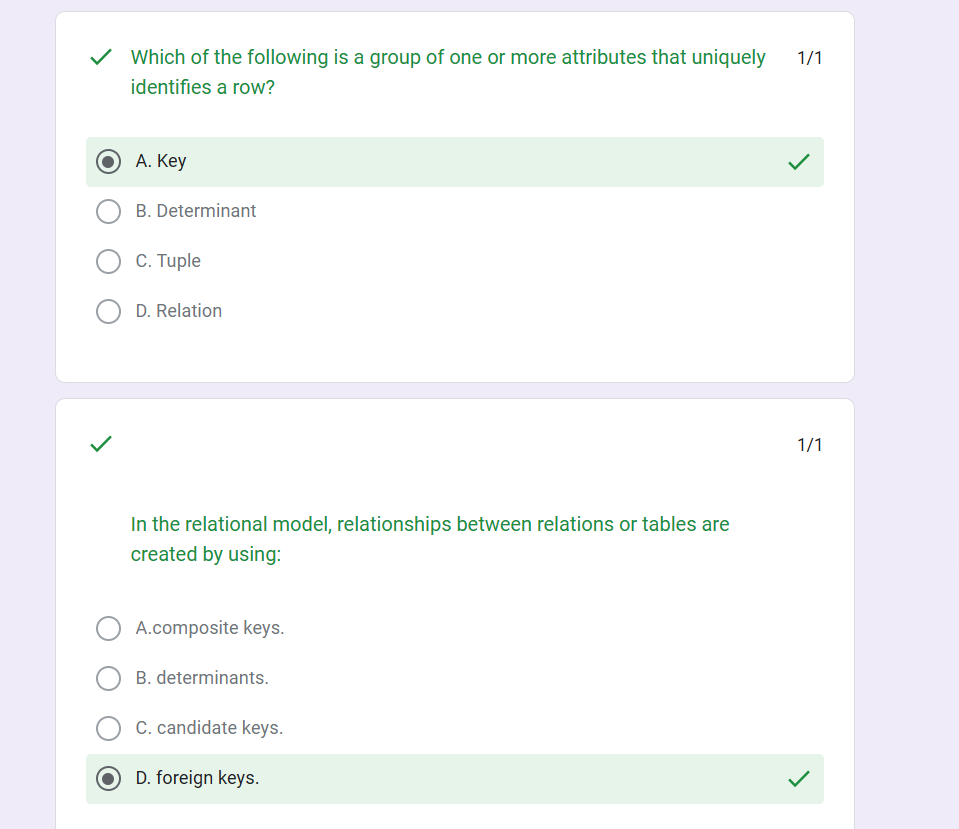 Which of the following is a group of one or more attributes that uniquely 1/1
identifies a row?
A. Key
B. Determinant
C. Tuple
D. Relation
1/1
In the relational model, relationships between relations or tables are
created by using:
A.composite keys.
B. determinants.
C. candidate keys.
D. foreign keys.